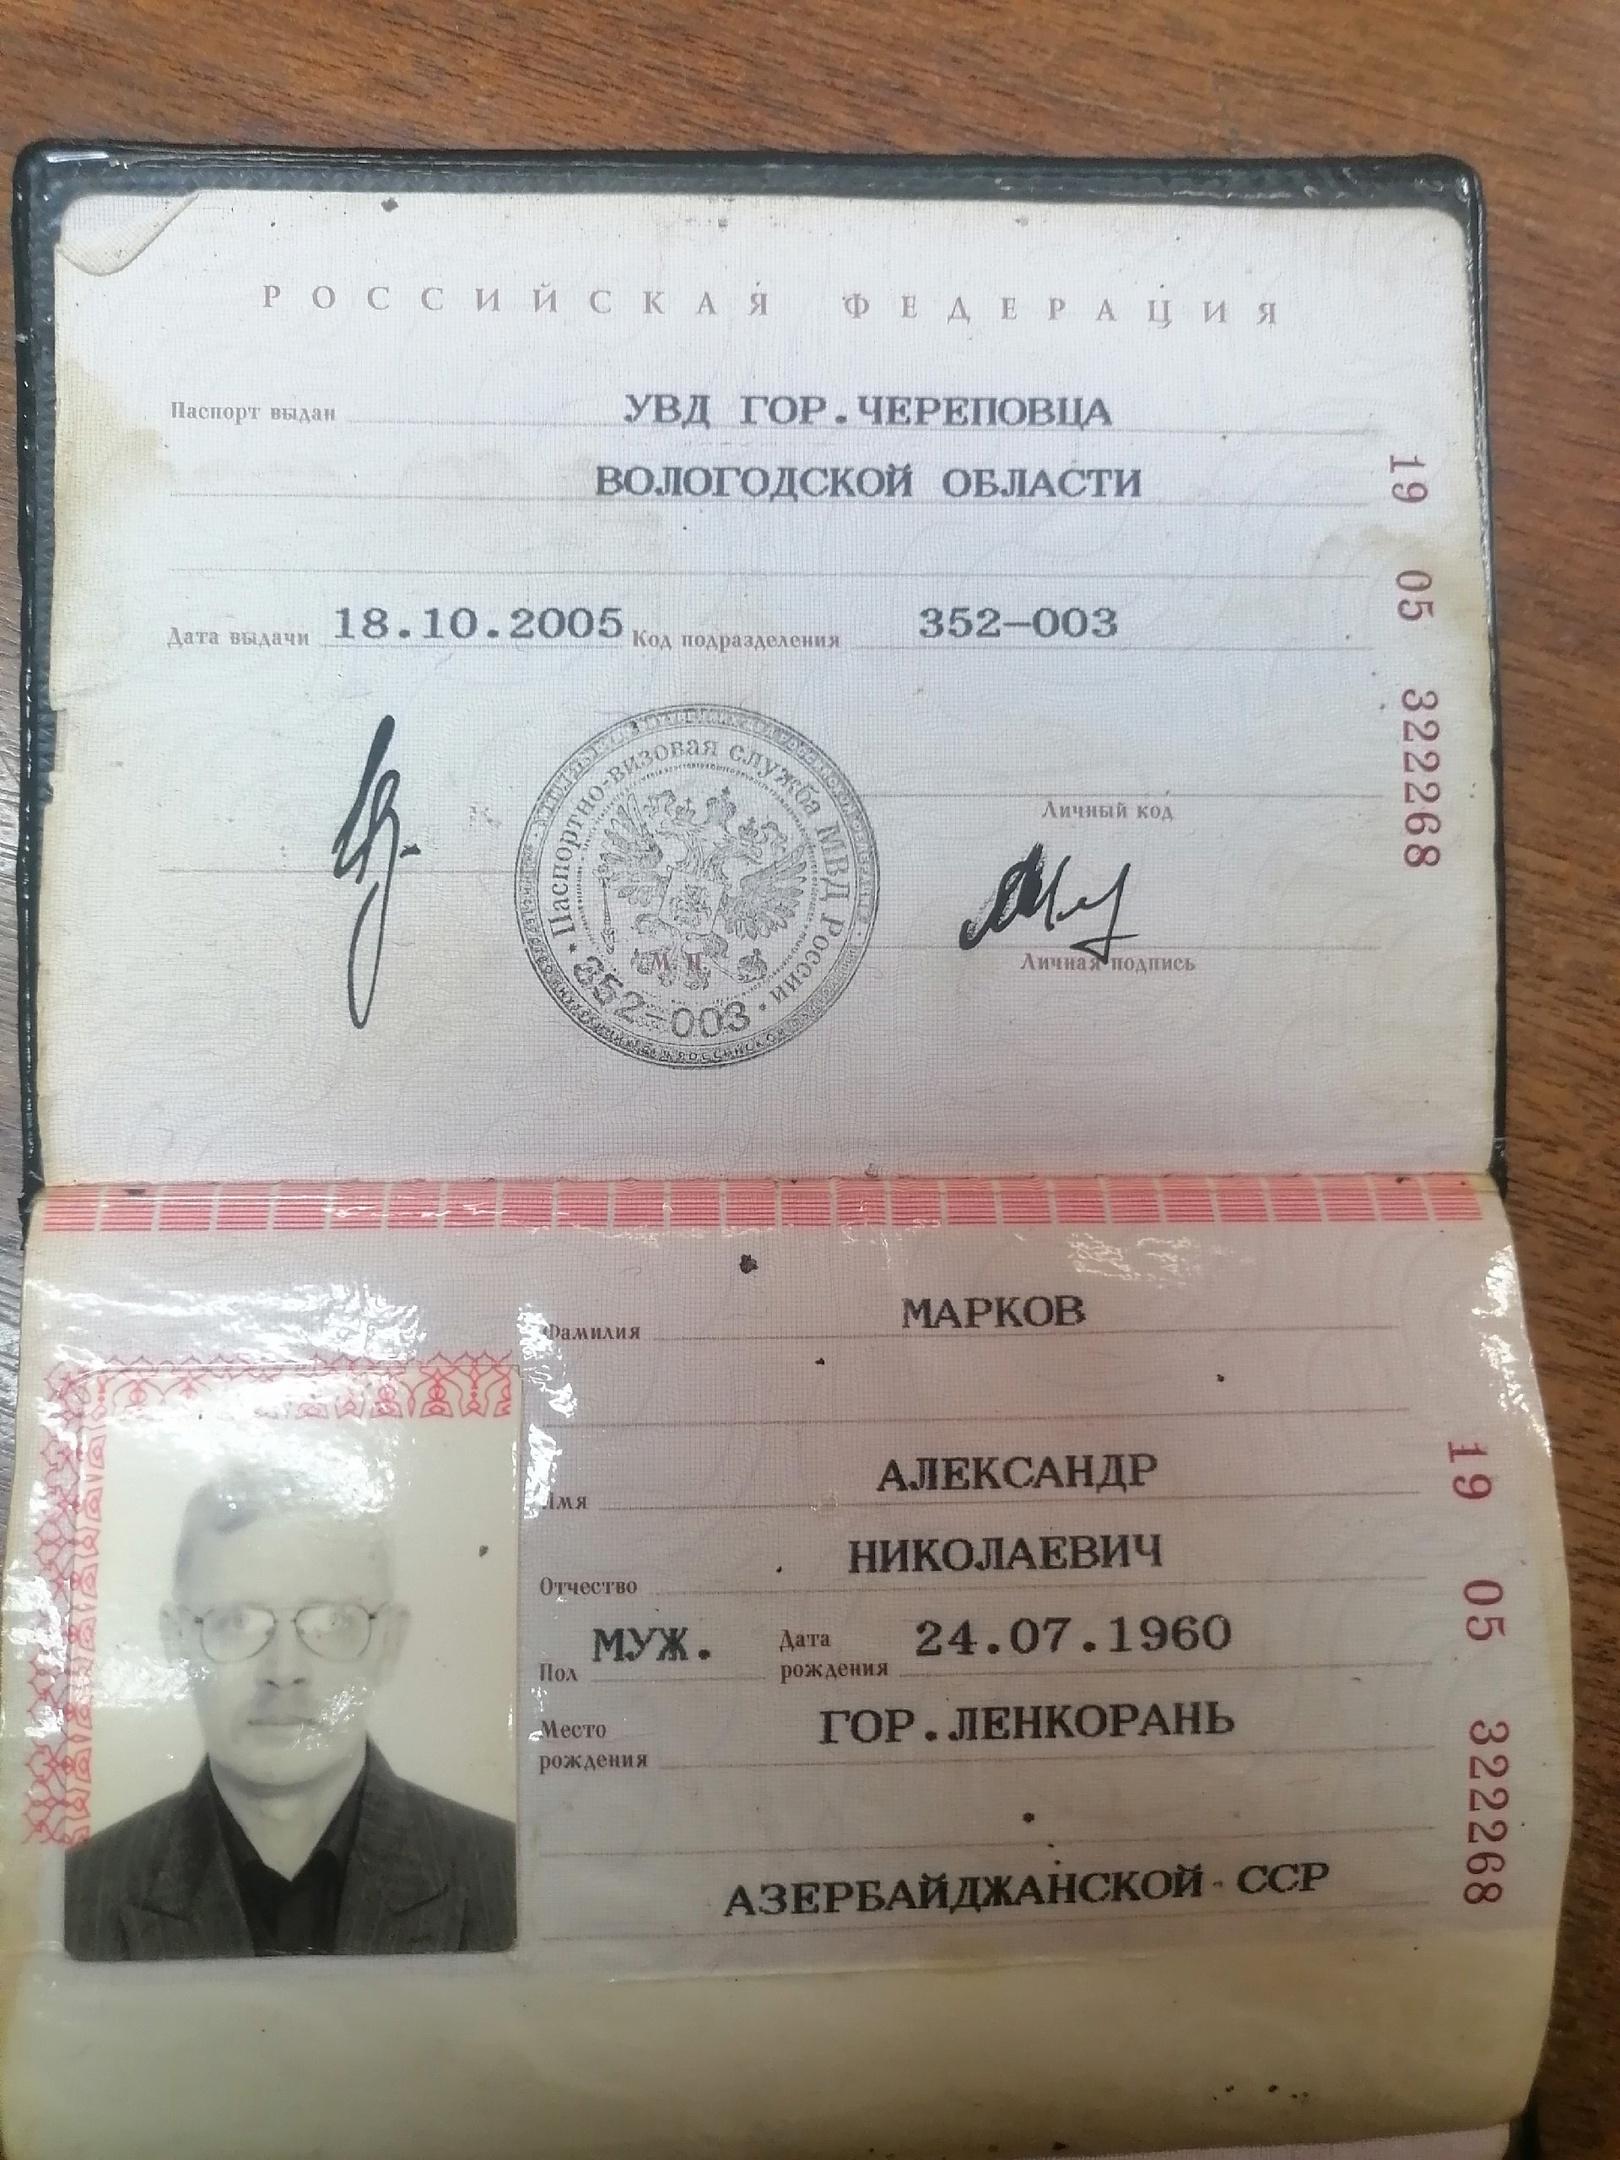 РОССИЙСКАЯ ФЕДЕРАЦИЯ
Паспорт выдан УВД ГОР.ЧЕРЕПОВЦА
ВОЛОГОДСКОЙ ОБЛАСТИ
Дата выдачи 18.10.2005 Код подразделения 352-003
19 05 322268
Паспортно-визовая служба МВД России
352-003
М.П.
Личный код
Личная подпись
Фамилия МАРКОВ
Имя АЛЕКСАНДР
Отчество НИКОЛАЕВИЧ
Пол МУЖ. Дата рождения 24.07.1960
Место рождения ГОР.ЛЕНКОРАНЬ
АЗЕРБАЙДЖАНСКОЙ ССР
19 05 322268